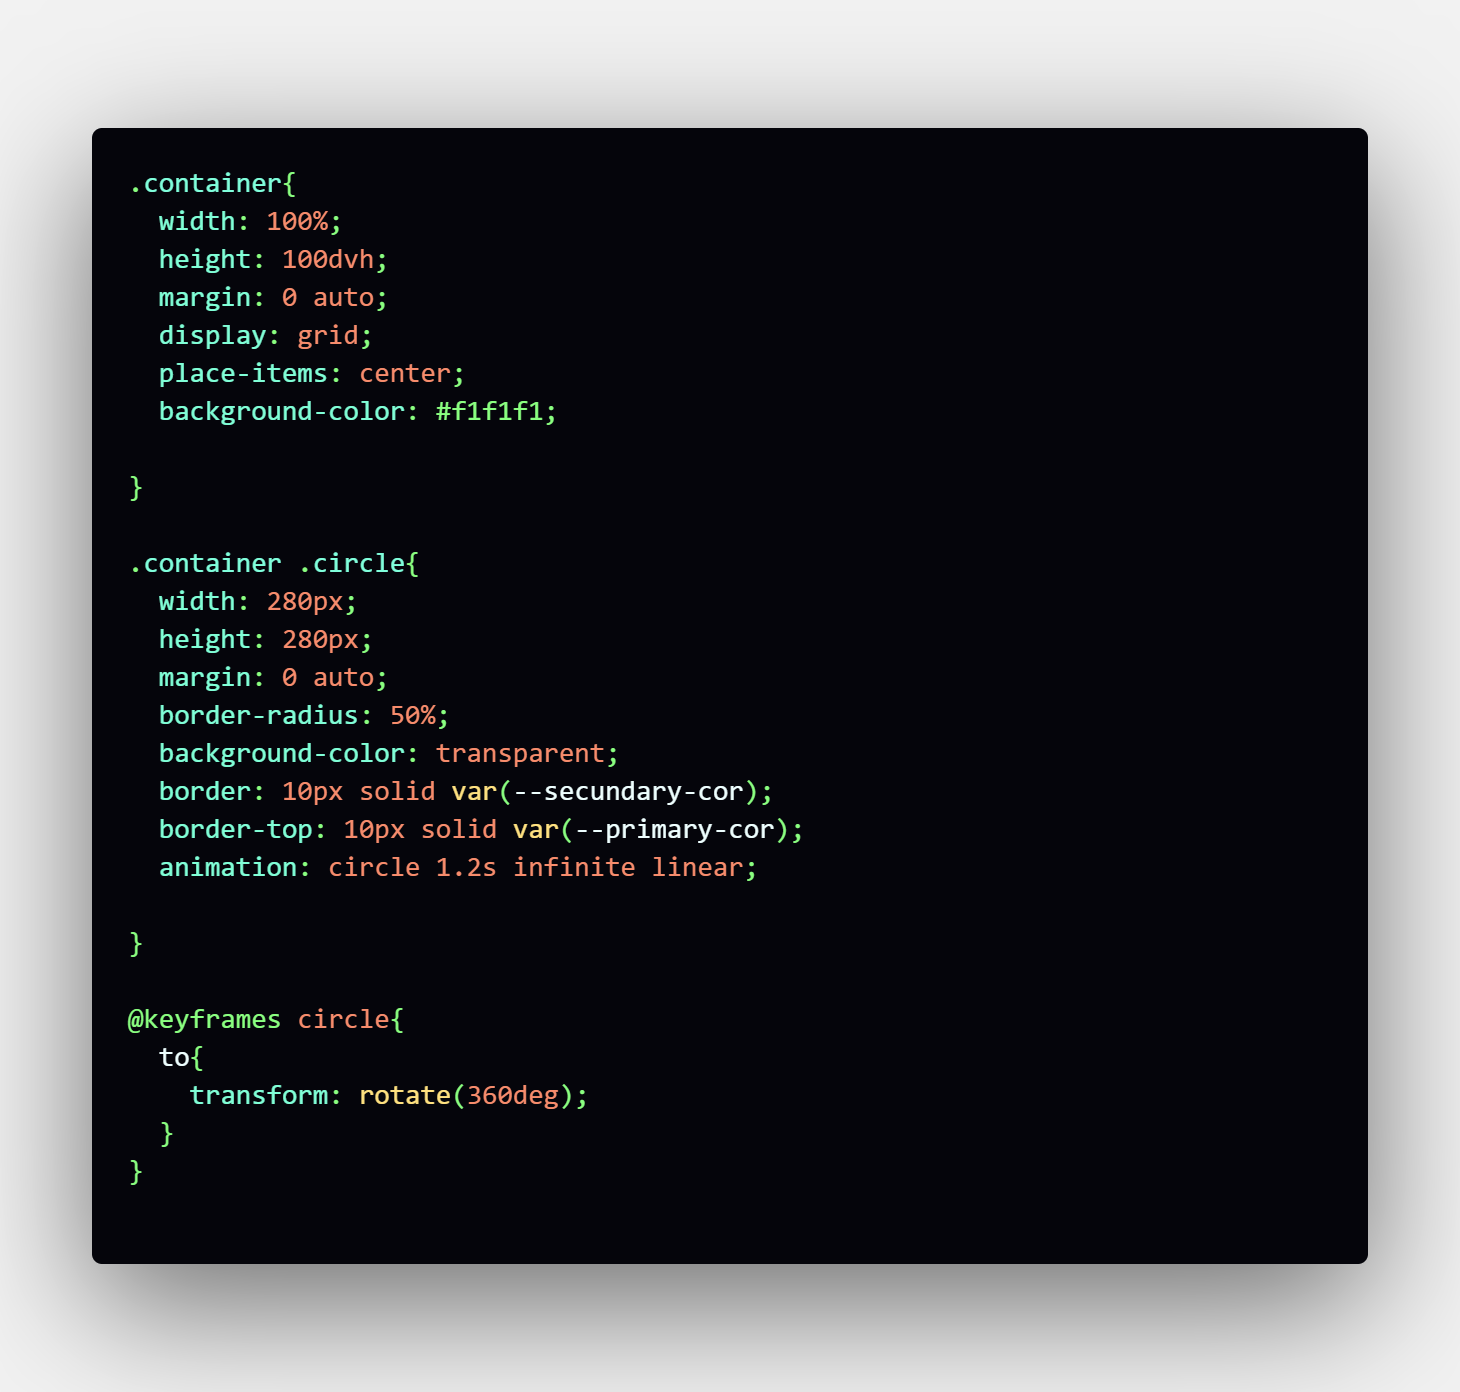 .container{
  width: 100%;
  height: 100dvh;
  margin: 0 auto;
  display: grid;
  place-items: center;
  background-color: #f1f1f1;

}

.container .circle{
  width: 280px;
  height: 280px;
  margin: 0 auto;
  border-radius: 50%;
  background-color: transparent;
  border: 10px solid var(--secundary-cor);
  border-top: 10px solid var(--primary-cor);
  animation: circle 1.2s infinite linear;

}

@keyframes circle{
  to{
    transform: rotate(360deg);
  }
}